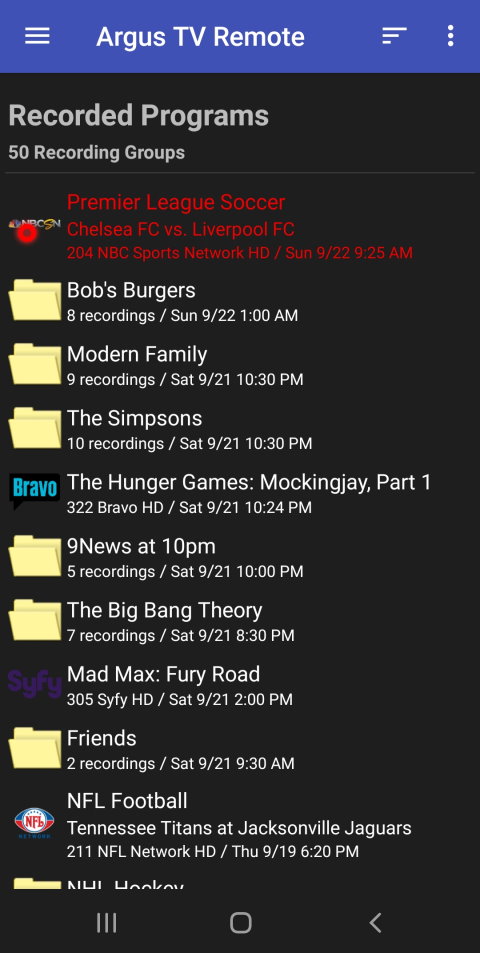 Argus TV Remote
Recorded Programs
50 Recording Groups
NBCSN
Premier League Soccer
Chelsea FC vs. Liverpool FC
204 NBC Sports Network HD / Sun 9/22 9:25 AM
Bob's Burgers
8 recordings / Sun 9/22 1:00 AM
Modern Family
9 recordings / Sat 9/21 10:30 PM
The Simpsons
10 recordings / Sat 9/21 10:30 PM
Bravo
The Hunger Games: Mockingjay, Part 1
322 Bravo HD / Sat 9/21 10:24 PM
9News at 10pm
5 recordings / Sat 9/21 10:00 PM
The Big Bang Theory
7 recordings / Sat 9/21 8:30 PM
Syfy
Mad Max: Fury Road
305 Syfy HD / Sat 9/21 2:00 PM
Friends
2 recordings / Sat 9/21 9:30 AM
NFL
NETWORK
NFL Football
Tennessee Titans at Jacksonville Jaguars
211 NFL Network HD / Thu 9/19 6:20 PM
NHL Hockey